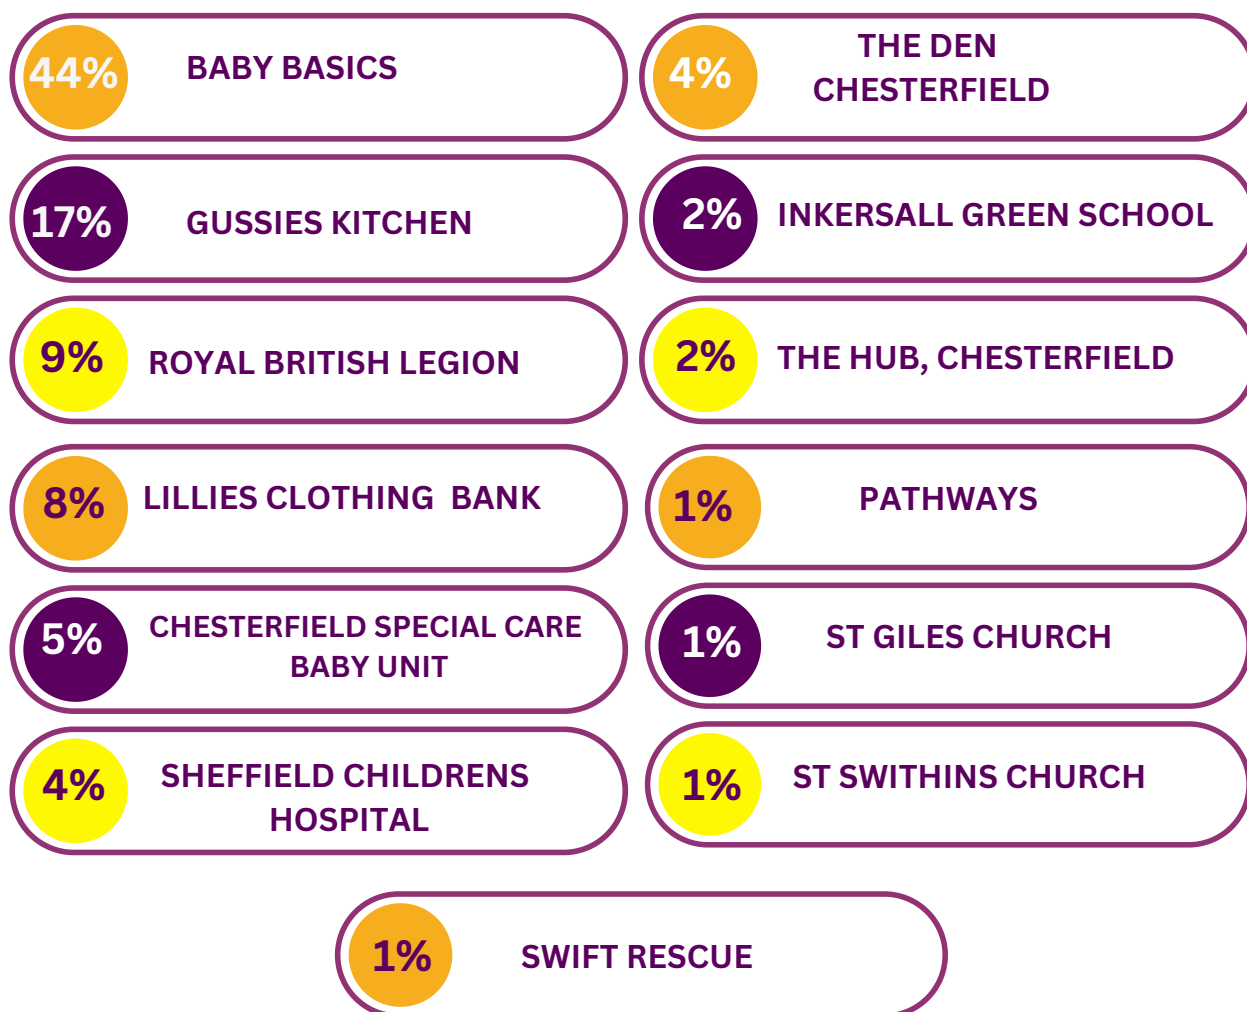 44%
BABY BASICS
17%
GUSSIES KITCHEN
9%
ROYAL BRITISH LEGION
8%
LILLIES CLOTHING BANK
5%
CHESTERFIELD SPECIAL CARE
BABY UNIT
4%
SHEFFIELD CHILDRENS
HOSPITAL
4%
THE DEN
CHESTERFIELD
2%
INKERSALL GREEN SCHOOL
2%
THE HUB, CHESTERFIELD
1%
PATHWAYS
1%
ST GILES CHURCH
1%
ST SWITHINS CHURCH
1%
SWIFT RESCUE